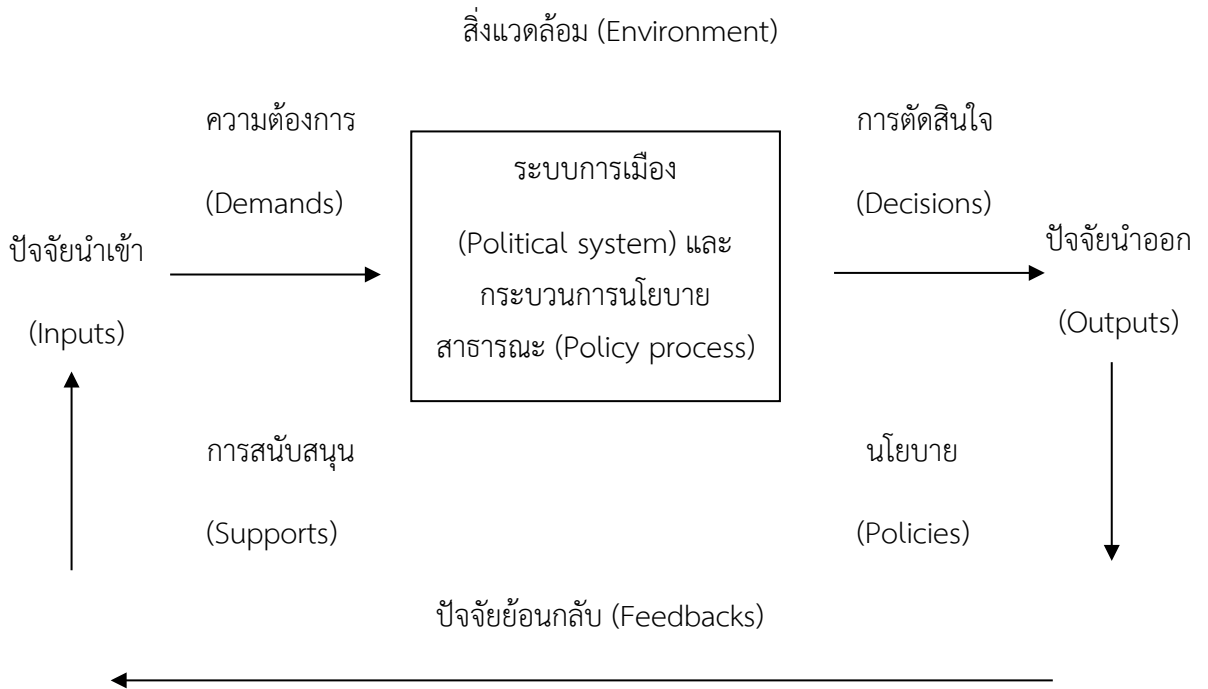 สิ่งแวดล้อม (Environment)
ความต้องการ
(Demands)
ปัจจัยนำเข้า
(Inputs)
การสนับสนุน
(Supports)
ระบบการเมือง
(Political system) และ
กระบวนการนโยบาย
สาธารณะ (Policy process)
การตัดสินใจ
(Decisions)
ปัจจัยนำออก
(Outputs)
นโยบาย
(Policies)
ปัจจัยย้อนกลับ (Feedbacks)